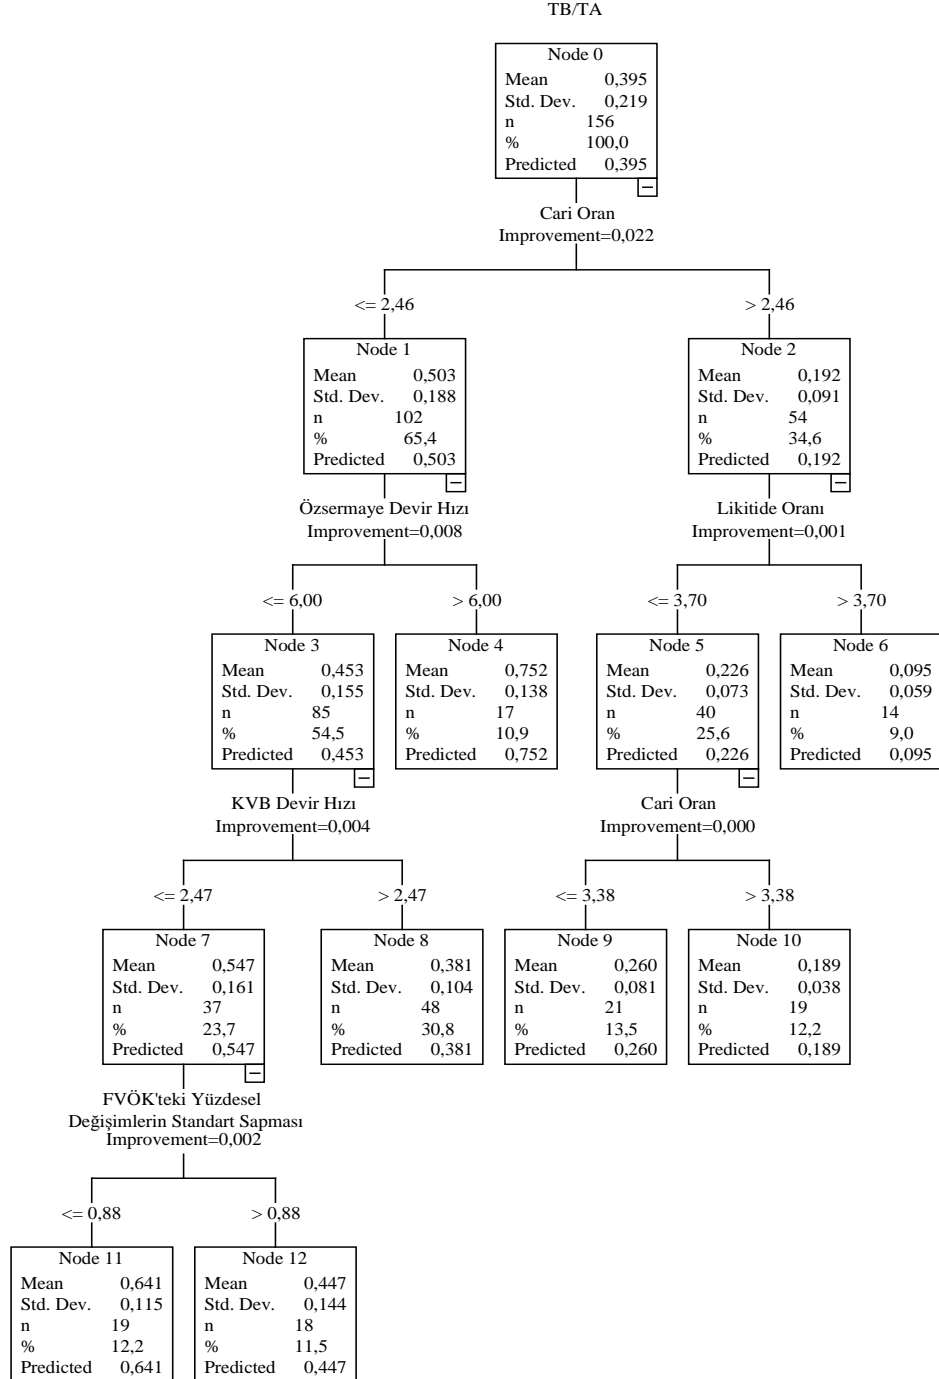 TB/TA
Node 0
Mean 0,395
Std. Dev. 0,219
n 156
% 100,0
Predicted 0,395
Cari Oran
Improvement=0,022
<= 2,46
> 2,46
Node 1
Mean 0,503
Std. Dev. 0,188
n 102
% 65,4
Predicted 0,503
Node 2
Mean 0,192
Std. Dev. 0,091
n 54
% 34,6
Predicted 0,192
Özsermaye Devir Hızı
Improvement=0,008
Likitide Oranı
Improvement=0,001
<= 6,00
> 6,00
<= 3,70
> 3,70
Node 3
Mean 0,453
Std. Dev. 0,155
n 85
% 54,5
Predicted 0,453
Node 4
Mean 0,752
Std. Dev. 0,138
n 17
% 10,9
Predicted 0,752
Node 5
Mean 0,226
Std. Dev. 0,073
n 40
% 25,6
Predicted 0,226
Node 6
Mean 0,095
Std. Dev. 0,059
n 14
% 9,0
Predicted 0,095
KVB Devir Hızı
Improvement=0,004
Cari Oran
Improvement=0,000
<= 2,47
> 2,47
<= 3,38
> 3,38
Node 7
Mean 0,547
Std. Dev. 0,161
n 37
% 23,7
Predicted 0,547
Node 8
Mean 0,381
Std. Dev. 0,104
n 48
% 30,8
Predicted 0,381
Node 9
Mean 0,260
Std. Dev. 0,081
n 21
% 13,5
Predicted 0,260
Node 10
Mean 0,189
Std. Dev. 0,038
n 19
% 12,2
Predicted 0,189
FVÖK'teki Yüzdesel
Değişimlerin Standart Sapması
Improvement=0,002
<= 0,88
> 0,88
Node 11
Mean 0,641
Std. Dev. 0,115
n 19
% 12,2
Predicted 0,641
Node 12
Mean 0,447
Std. Dev. 0,144
n 18
% 11,5
Predicted 0,447